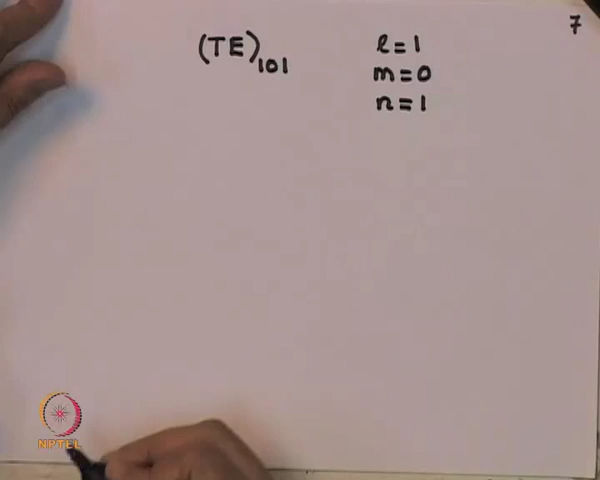 7
(TE)₁₀₁ l = 1
m = 0
n = 1
NPTEL